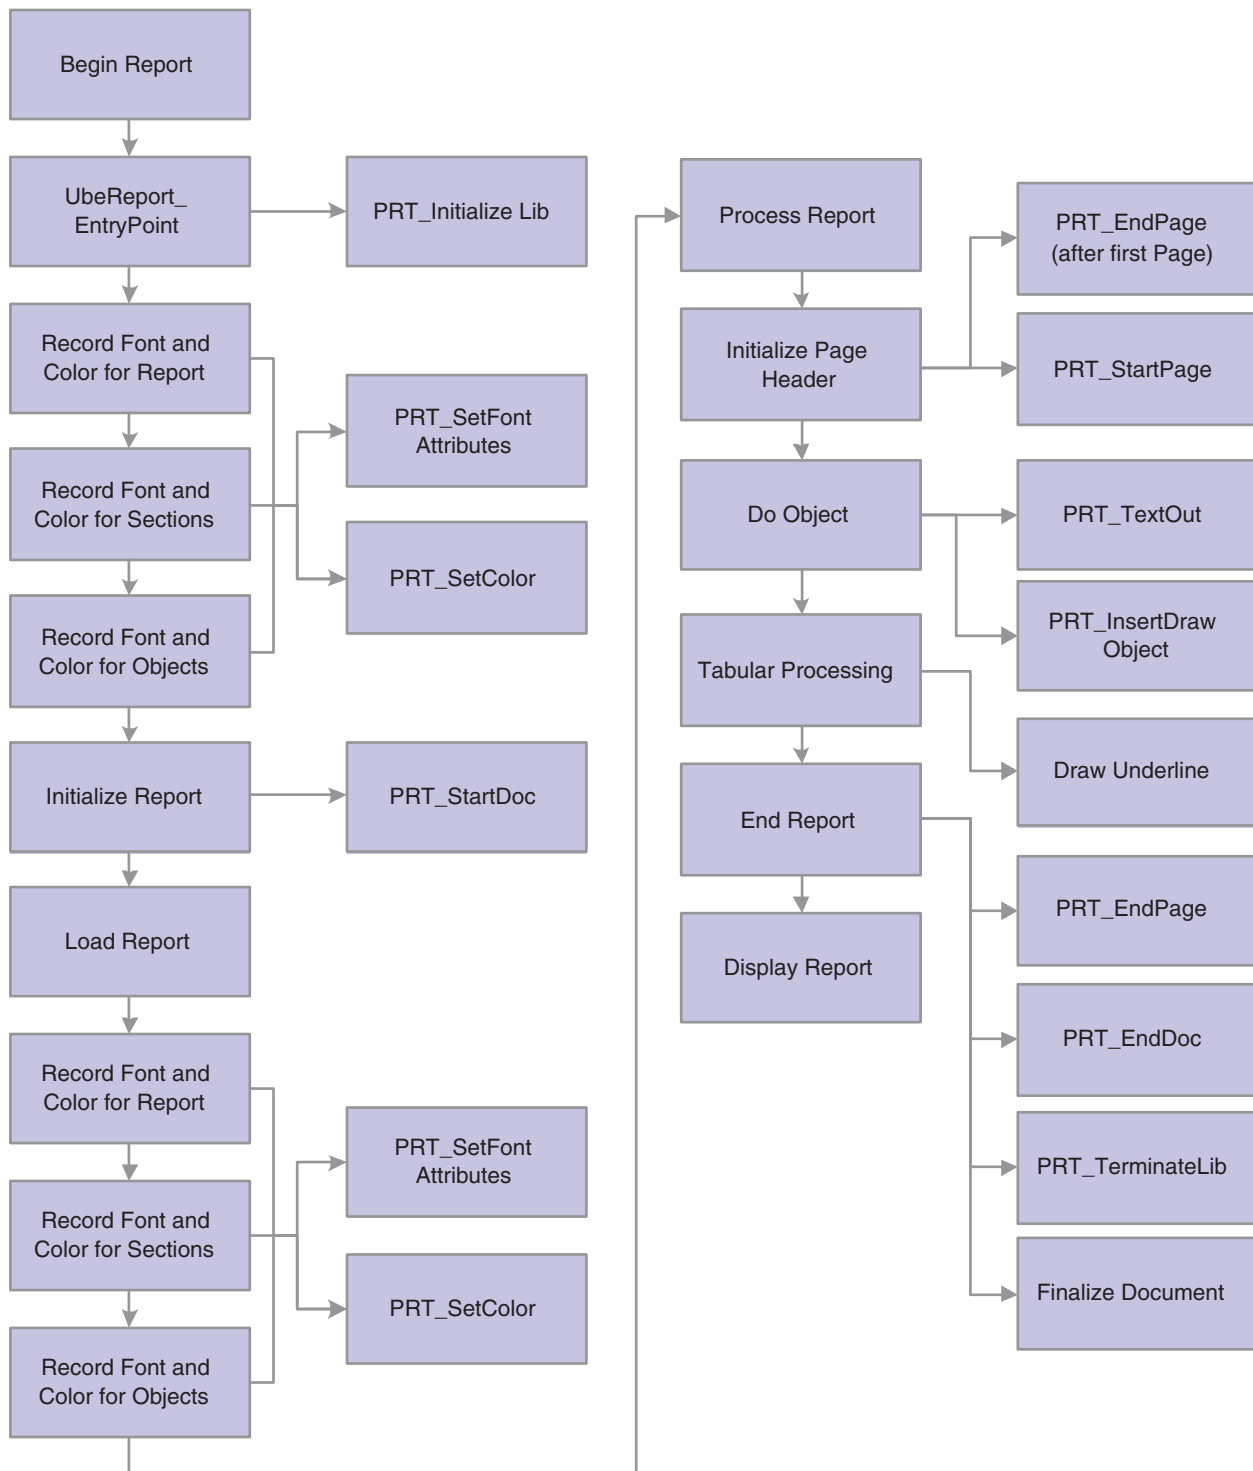 Begin Report
UbeReport_
EntryPoint
PRT_Initialize Lib
Record Font and
Color for Report
PRT_SetFont
Attributes
Record Font and
Color for Sections
PRT_SetColor
Record Font and
Color for Objects
Initialize Report
PRT_StartDoc
Load Report
Record Font and
Color for Report
PRT_SetFont
Attributes
Record Font and
Color for Sections
PRT_SetColor
Record Font and
Color for Objects
Process Report
PRT_EndPage
(after first Page)
Initialize Page
Header
PRT_StartPage
Do Object
PRT_TextOut
PRT_InsertDraw
Object
Tabular Processing
Draw Underline
End Report
PRT_EndPage
Display Report
PRT_EndDoc
PRT_TerminateLib
Finalize Document